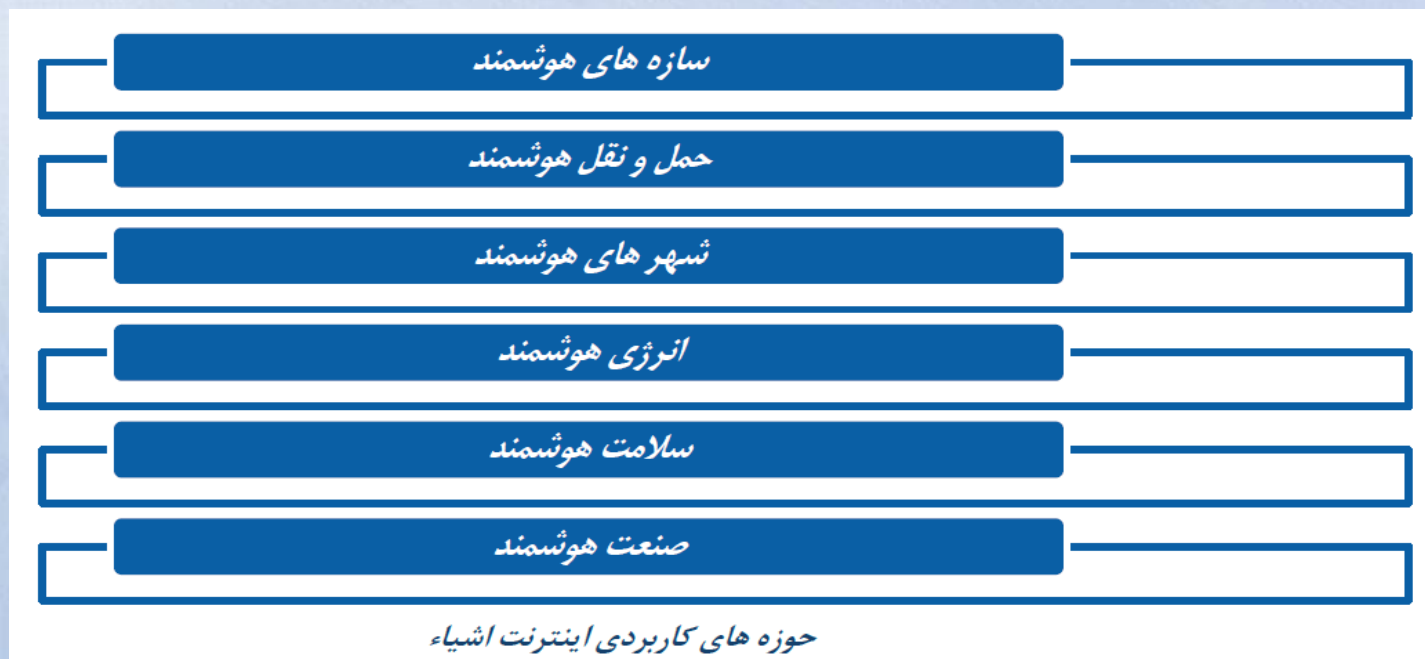 سازه های هوشمند
حمل و نقل هوشمند
شهر های هوشمند
انرژی هوشمند
سلامت هوشمند
صنعت هوشمند
حوزه های کاربردی اینترنت اشیاء